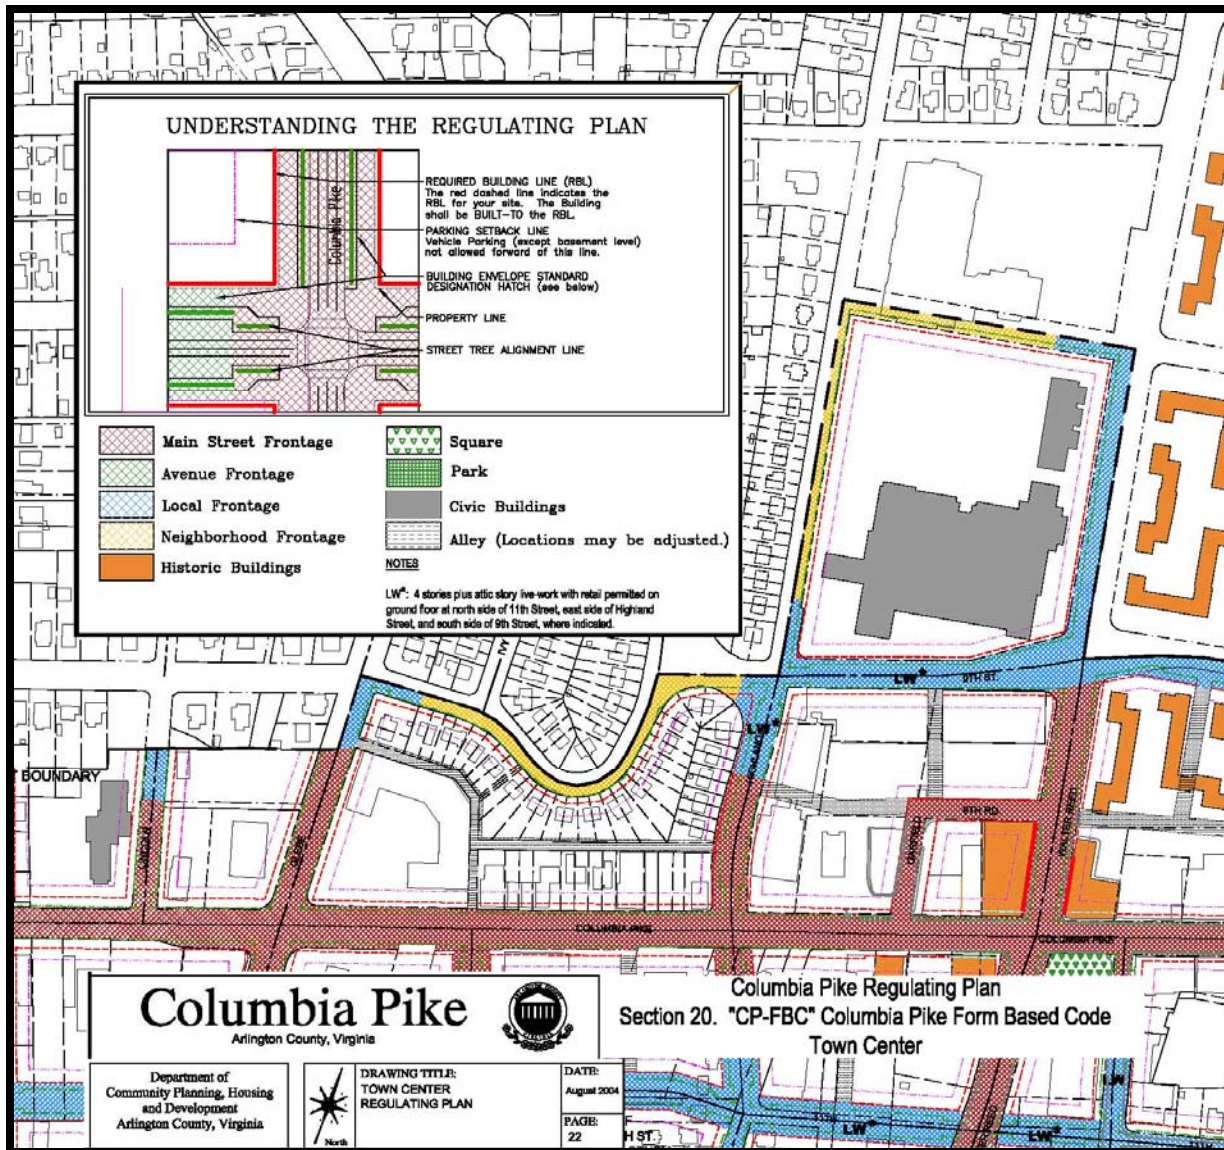 UNDERSTANDING THE REGULATING PLAN
Columbia Pike
REQUIRED BUILDING LINE (RBL)
The red dashed line indicates the
RBL for your site. The Building
shall be BUILT-TO the RBL.
PARKING SETBACK LINE
Vehicle Parking (except basement level)
not allowed forward of this line.
BUILDING ENVELOPE STANDARD
DESIGNATION HATCH (see below)
PROPERTY LINE
STREET TREE ALIGNMENT LINE
Main Street Frontage
Avenue Frontage
Local Frontage
Neighborhood Frontage
Historic Buildings
Square
Park
Civic Buildings
Alley (Locations may be adjusted.)
NOTES
LW*: 4 stories plus attic story live-work with retail permitted on
ground floor at north side of 11th Street, east side of Highland
Street, and south side of 9th Street, where indicated.
IVY
LW*
9TH ST.
LW*
BOUNDARY
9TH RD
WALTER REED
COLUMBIA PIKE
COLUMBIA PIKE
Columbia Pike
Arlington County, Virginia
Columbia Pike Regulating Plan
Section 20. "CP-FBC" Columbia Pike Form Based Code
Town Center
Department of
Community Planning, Housing
and Development
Arlington County, Virginia
North
DRAWING TITLE:
TOWN CENTER
REGULATING PLAN
DATE:
August 2004
PAGE:
22
H ST.
11TH
LW*
LW*
LW